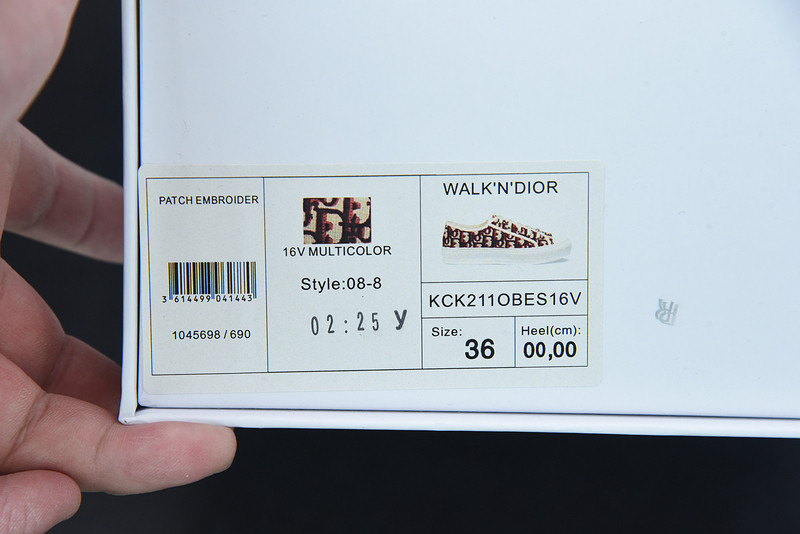 PATCH EMBROIDER
3 614499 041443
1045698 / 690
16V MULTICOLOR
Style:08-8
02:25 Y
WALK'N'DIOR
KCK211OBES16V
Size:
36
Heel(cm):
00,00